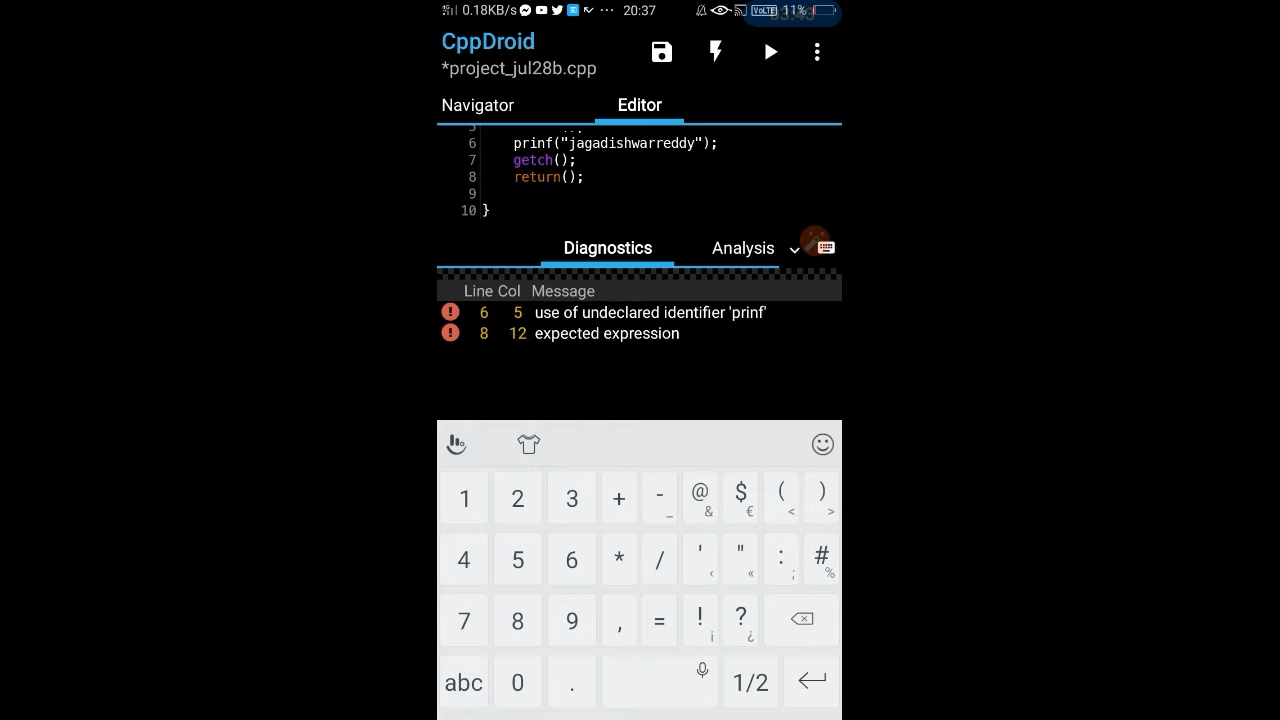 0.18KB/s 20:37 VoLTE 11%
CppDroid
*project_jul28b.cpp
Navigator Editor
6 prinf("jagadishwarreddy");
7 getch();
8 return();
9
10 }
Diagnostics Analysis
Line Col Message
6 5 use of undeclared identifier 'prinf'
8 12 expected expression
1 2 3 + - _ @ & $ € ( < ) >
4 5 6 * / ' ‹ " « : ; # %
7 8 9 , = ! ¡ ? ¿
abc 0 . 1/2